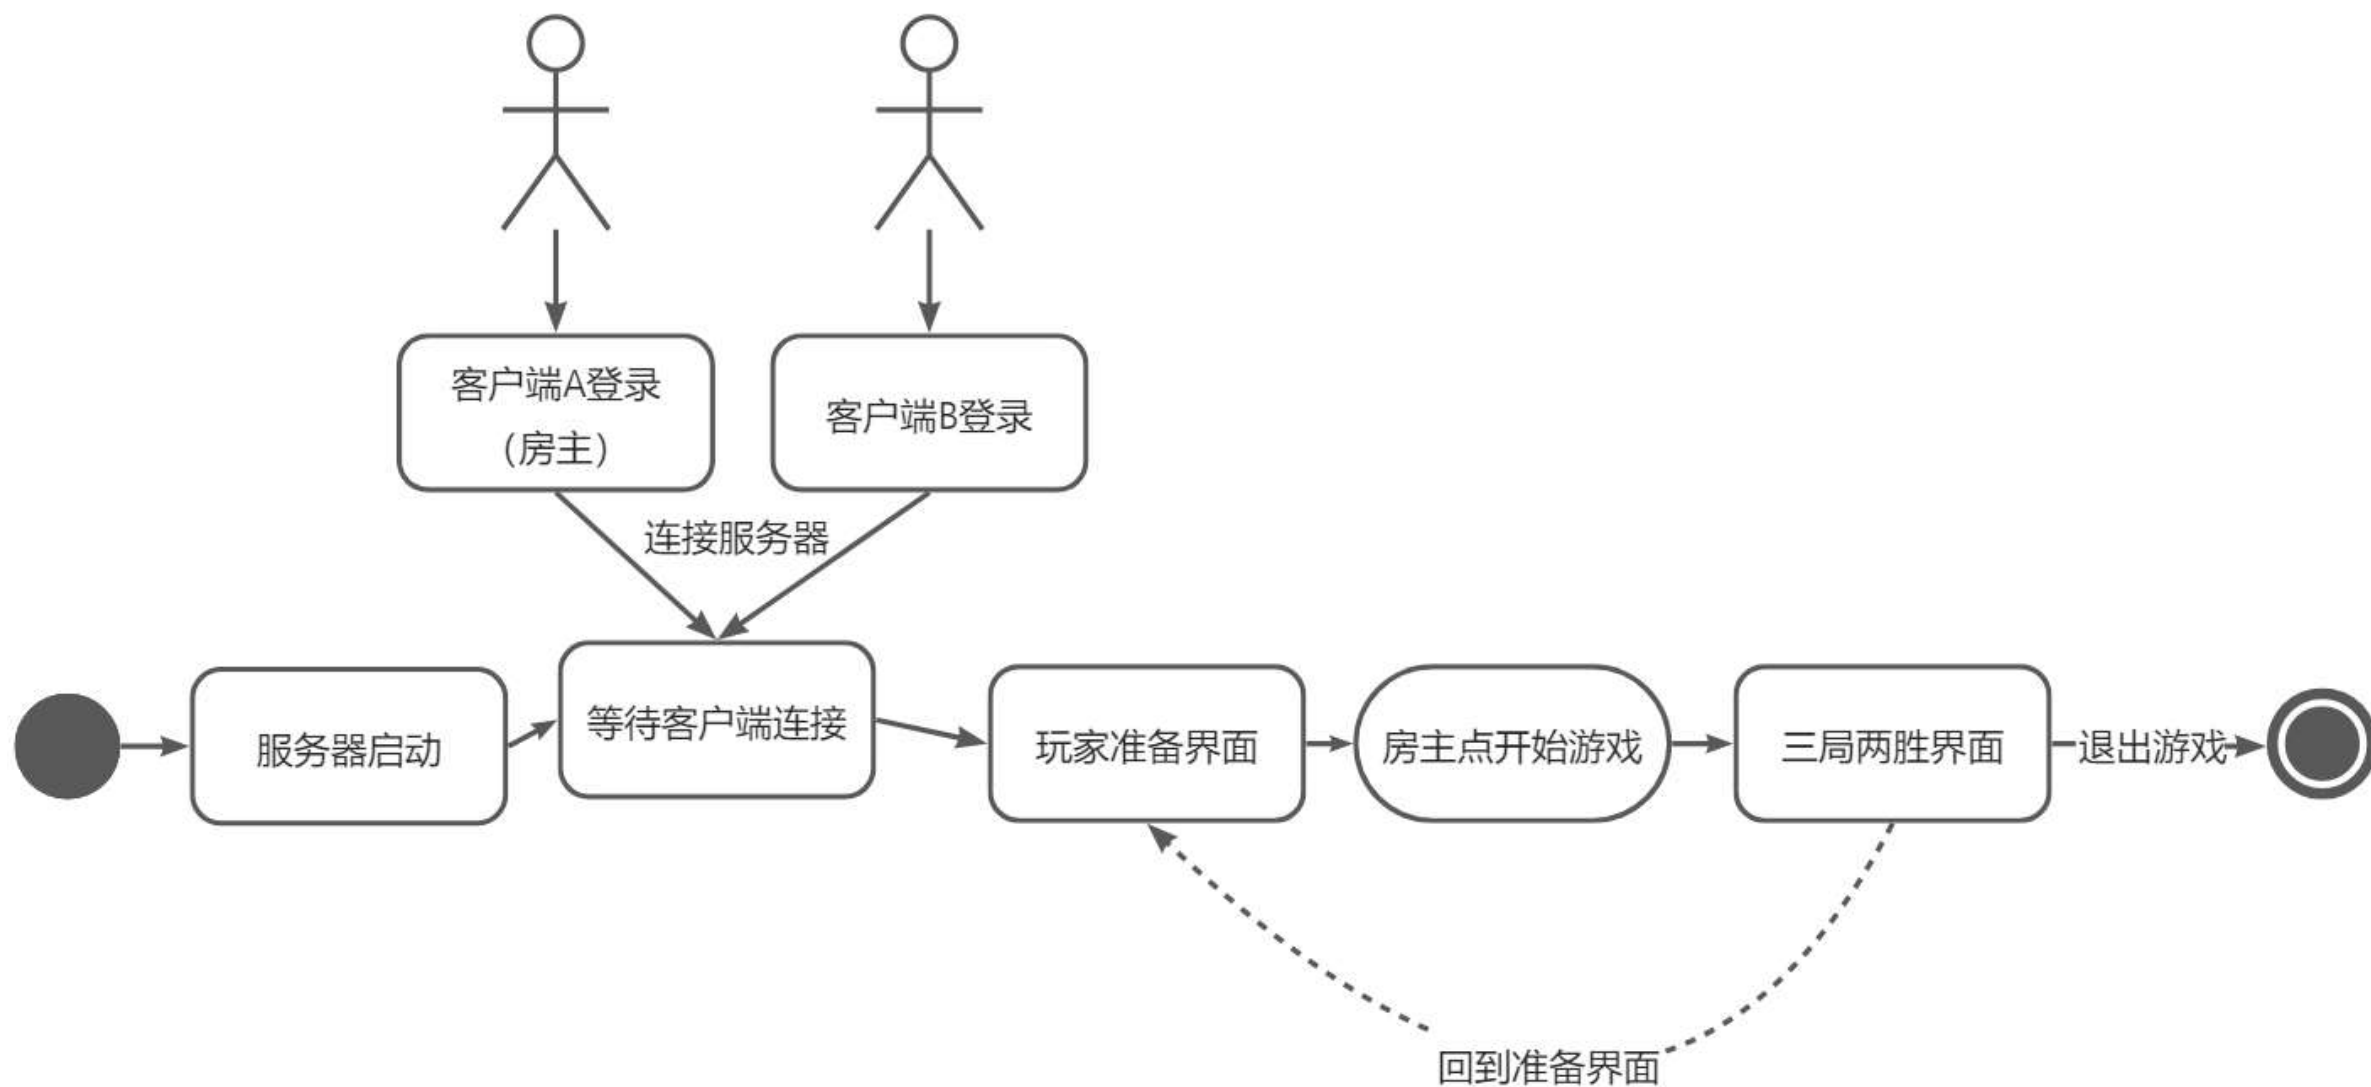 客户端A登录
（房主）
客户端B登录
连接服务器
服务器启动
等待客户端连接
玩家准备界面
房主点开始游戏
三局两胜界面
退出游戏
回到准备界面